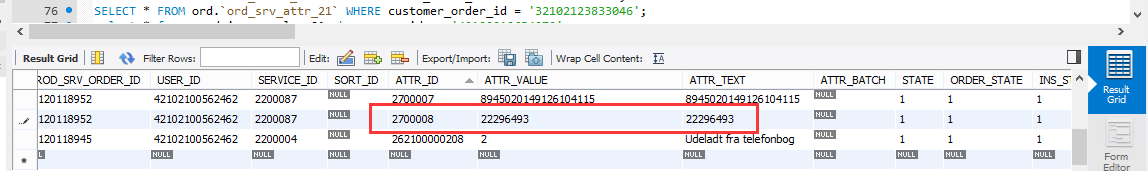 76 SELECT * FROM ord.`ord_srv_attr_21` WHERE customer_order_id = '32102123833046';
Result Grid Filter Rows: Edit: Export/Import: Wrap Cell Content:
ROD_SRV_ORDER_ID USER_ID SERVICE_ID SORT_ID ATTR_ID ATTR_VALUE ATTR_TEXT ATTR_BATCH STATE ORDER_STATE INS_ST
120118952 42102100562462 2200087 NULL 2700007 8945020149126104115 8945020149126104115 NULL 1 1 1
120118952 42102100562462 2200087 NULL 2700008 22296493 22296493 NULL 1 1 1
120118945 42102100562462 2200004 NULL 262100000208 2 Udeladt fra telefonbog NULL 1 1 1
L NULL NULL NULL NULL NULL NULL NULL NULL NULL NULL
Result
Grid
Form
Editor